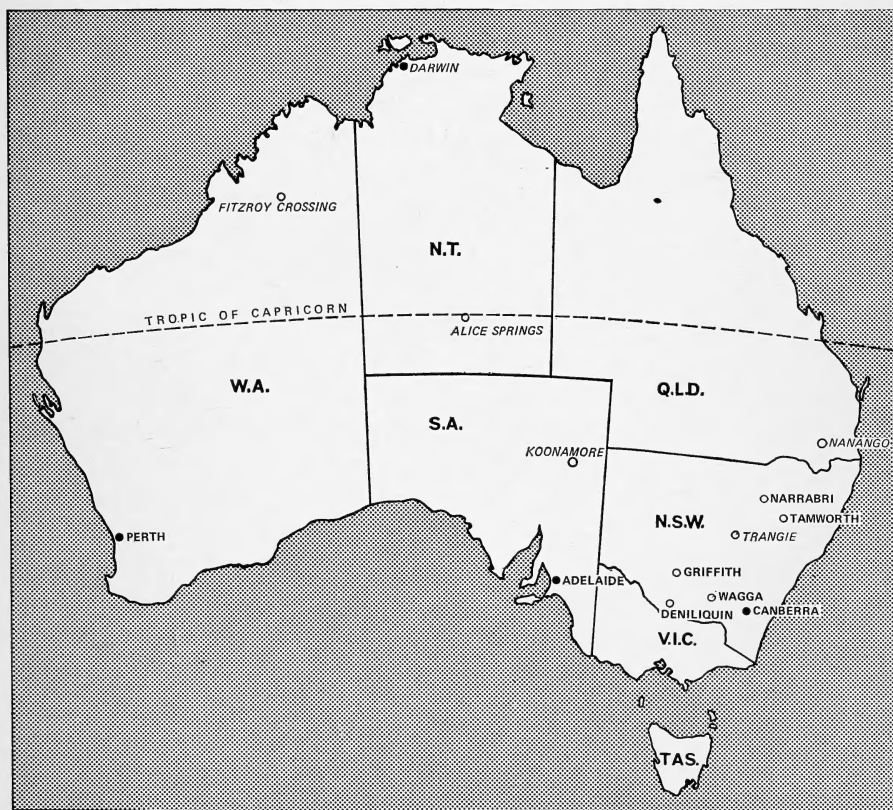 DARWIN
FITZROY CROSSING
N.T.
TROPIC OF CAPRICORN
ALICE SPRINGS
W.A.
Q.L.D.
S.A.
NANANGO
KOONAMORE
NARRABRI
TAMWORTH
N.S.W.
TRANGIE
PERTH
GRIFFITH
ADELAIDE
WAGGA
DENILIQUIN
CANBERRA
V.I.C.
TAS.